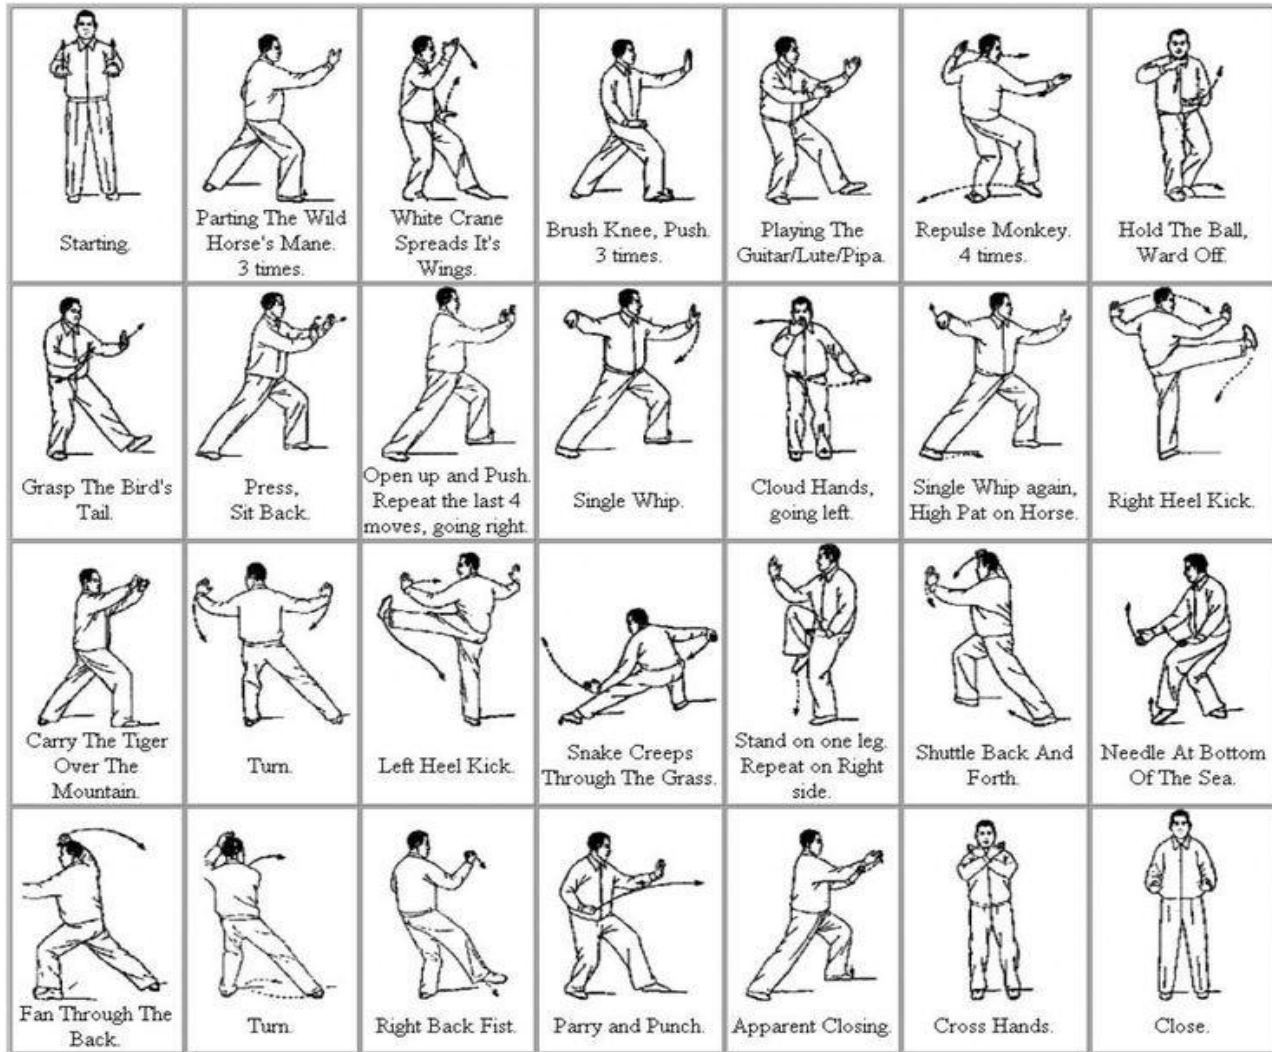 Starting.
Parting The Wild
Horse's Mane.
3 times.
White Crane
Spreads It's
Wings.
Brush Knee, Push.
3 times.
Playing The
Guitar/Lute/Pipa.
Repulse Monkey.
4 times.
Hold The Ball,
Ward Off.
Grasp The Bird's
Tail.
Press,
Sit Back.
Open up and Push.
Repeat the last 4
moves, going right.
Single Whip.
Cloud Hands,
going left.
Single Whip again,
High Pat on Horse.
Right Heel Kick.
Carry The Tiger
Over The
Mountain.
Turn.
Left Heel Kick.
Snake Creeps
Through The Grass.
Stand on one leg.
Repeat on Right
side.
Shuttle Back And
Forth.
Needle At Bottom
Of The Sea.
Fan Through The
Back.
Turn.
Right Back Fist.
Parry and Punch.
Apparent Closing.
Cross Hands.
Close.